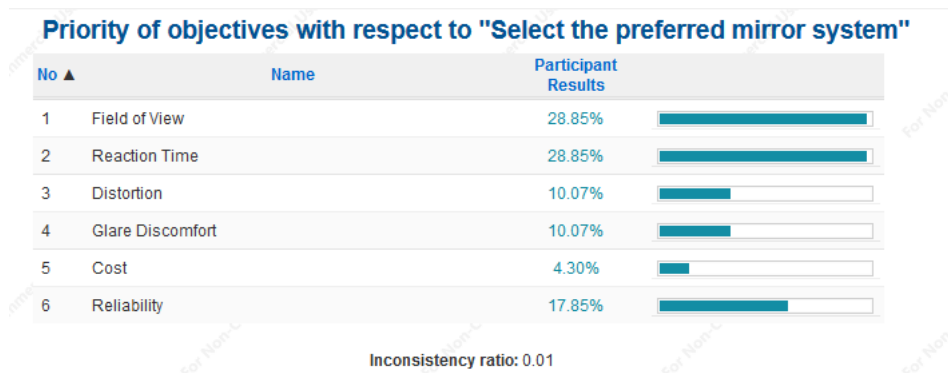 Priority of objectives with respect to "Select the preferred mirror system"
No ▲ Name Participant Results
1 Field of View 28.85%
2 Reaction Time 28.85%
3 Distortion 10.07%
4 Glare Discomfort 10.07%
5 Cost 4.30%
6 Reliability 17.85%
Inconsistency ratio: 0.01